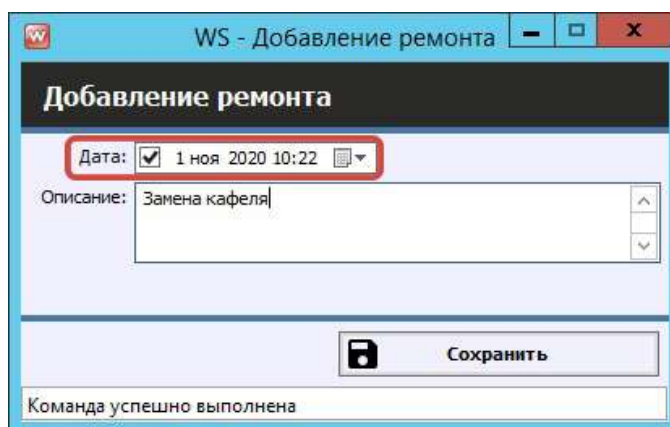 WS - Добавление ремонта
Добавление ремонта
Дата: 1 ноя 2020 10:22
Описание: Замена кафеля
Сохранить
Команда успешно выполнена